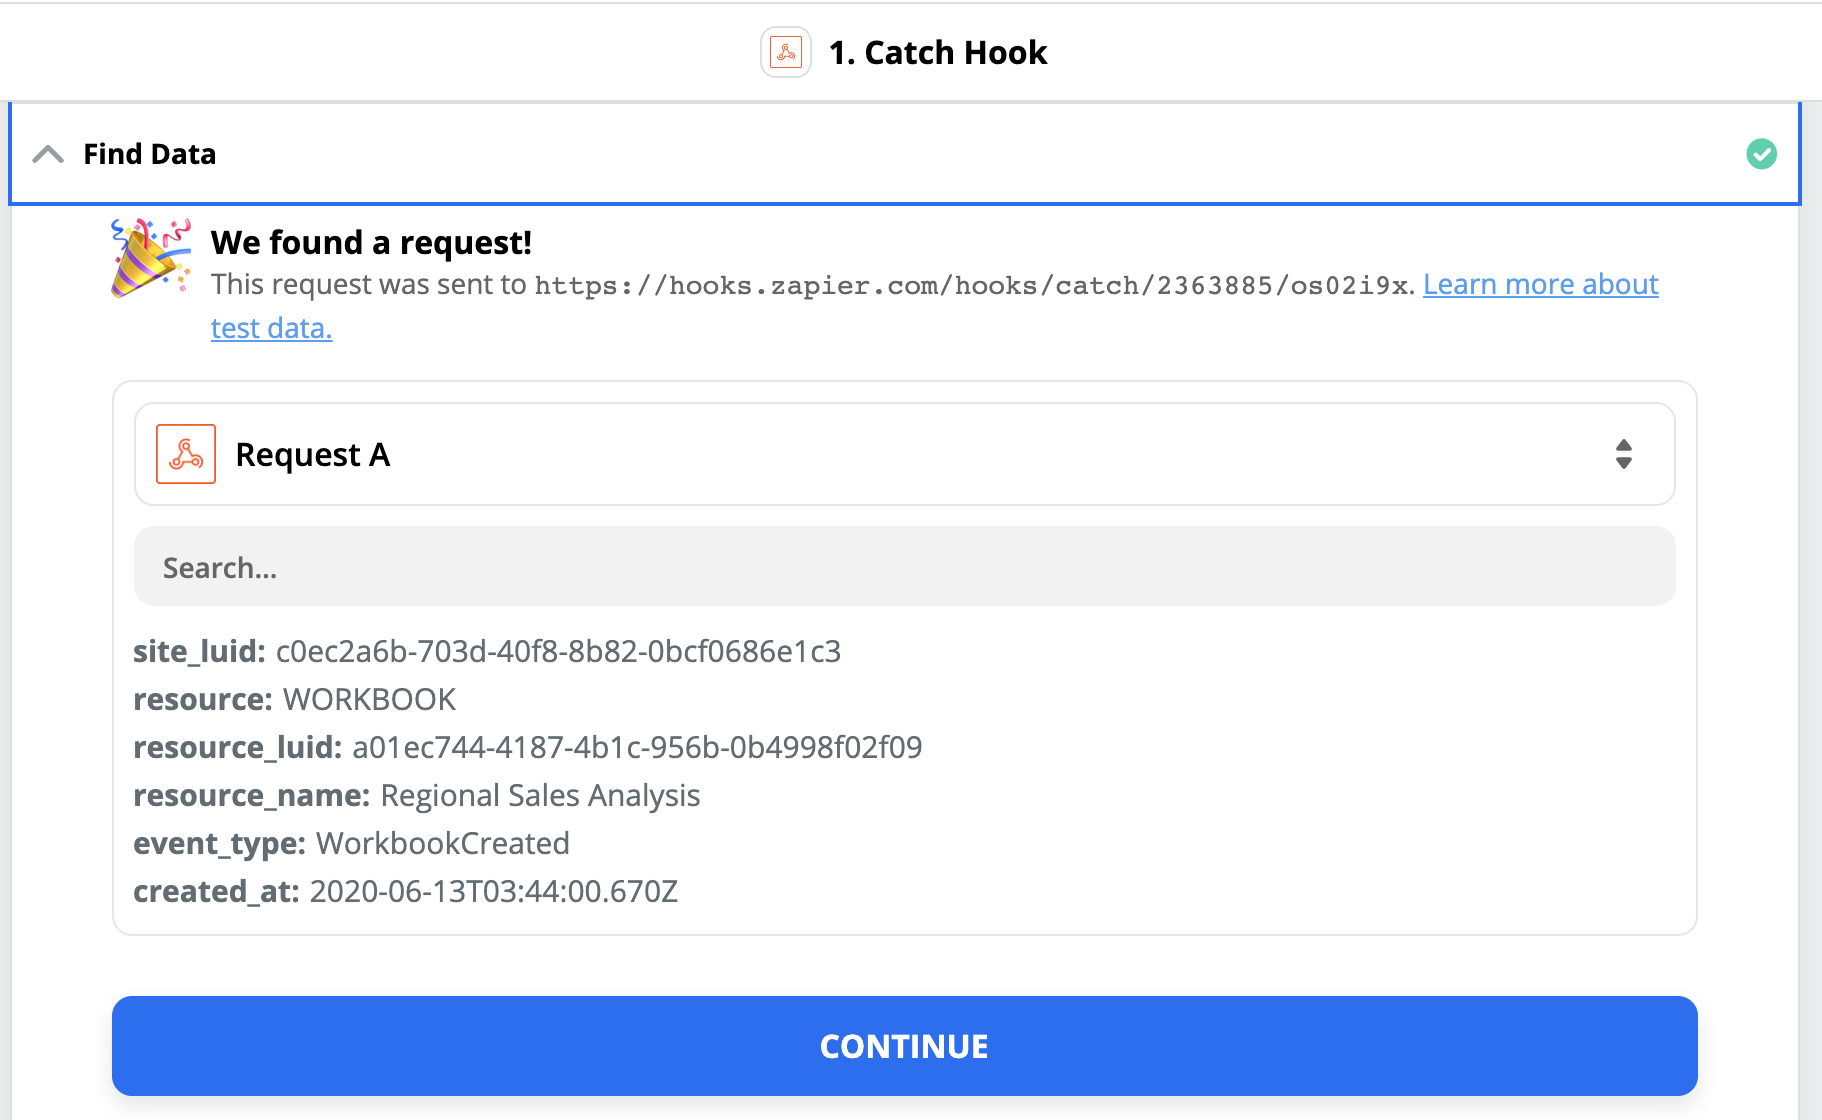 1. Catch Hook
Find Data
We found a request!
This request was sent to https://hooks.zapier.com/hooks/catch/2363885/os02i9x. Learn more about
test data.
Request A
Search...
site_luid: c0ec2a6b-703d-40f8-8b82-0bcf0686e1c3
resource: WORKBOOK
resource_luid: a01ec744-4187-4b1c-956b-0b4998f02f09
resource_name: Regional Sales Analysis
event_type: WorkbookCreated
created_at: 2020-06-13T03:44:00.670Z
CONTINUE